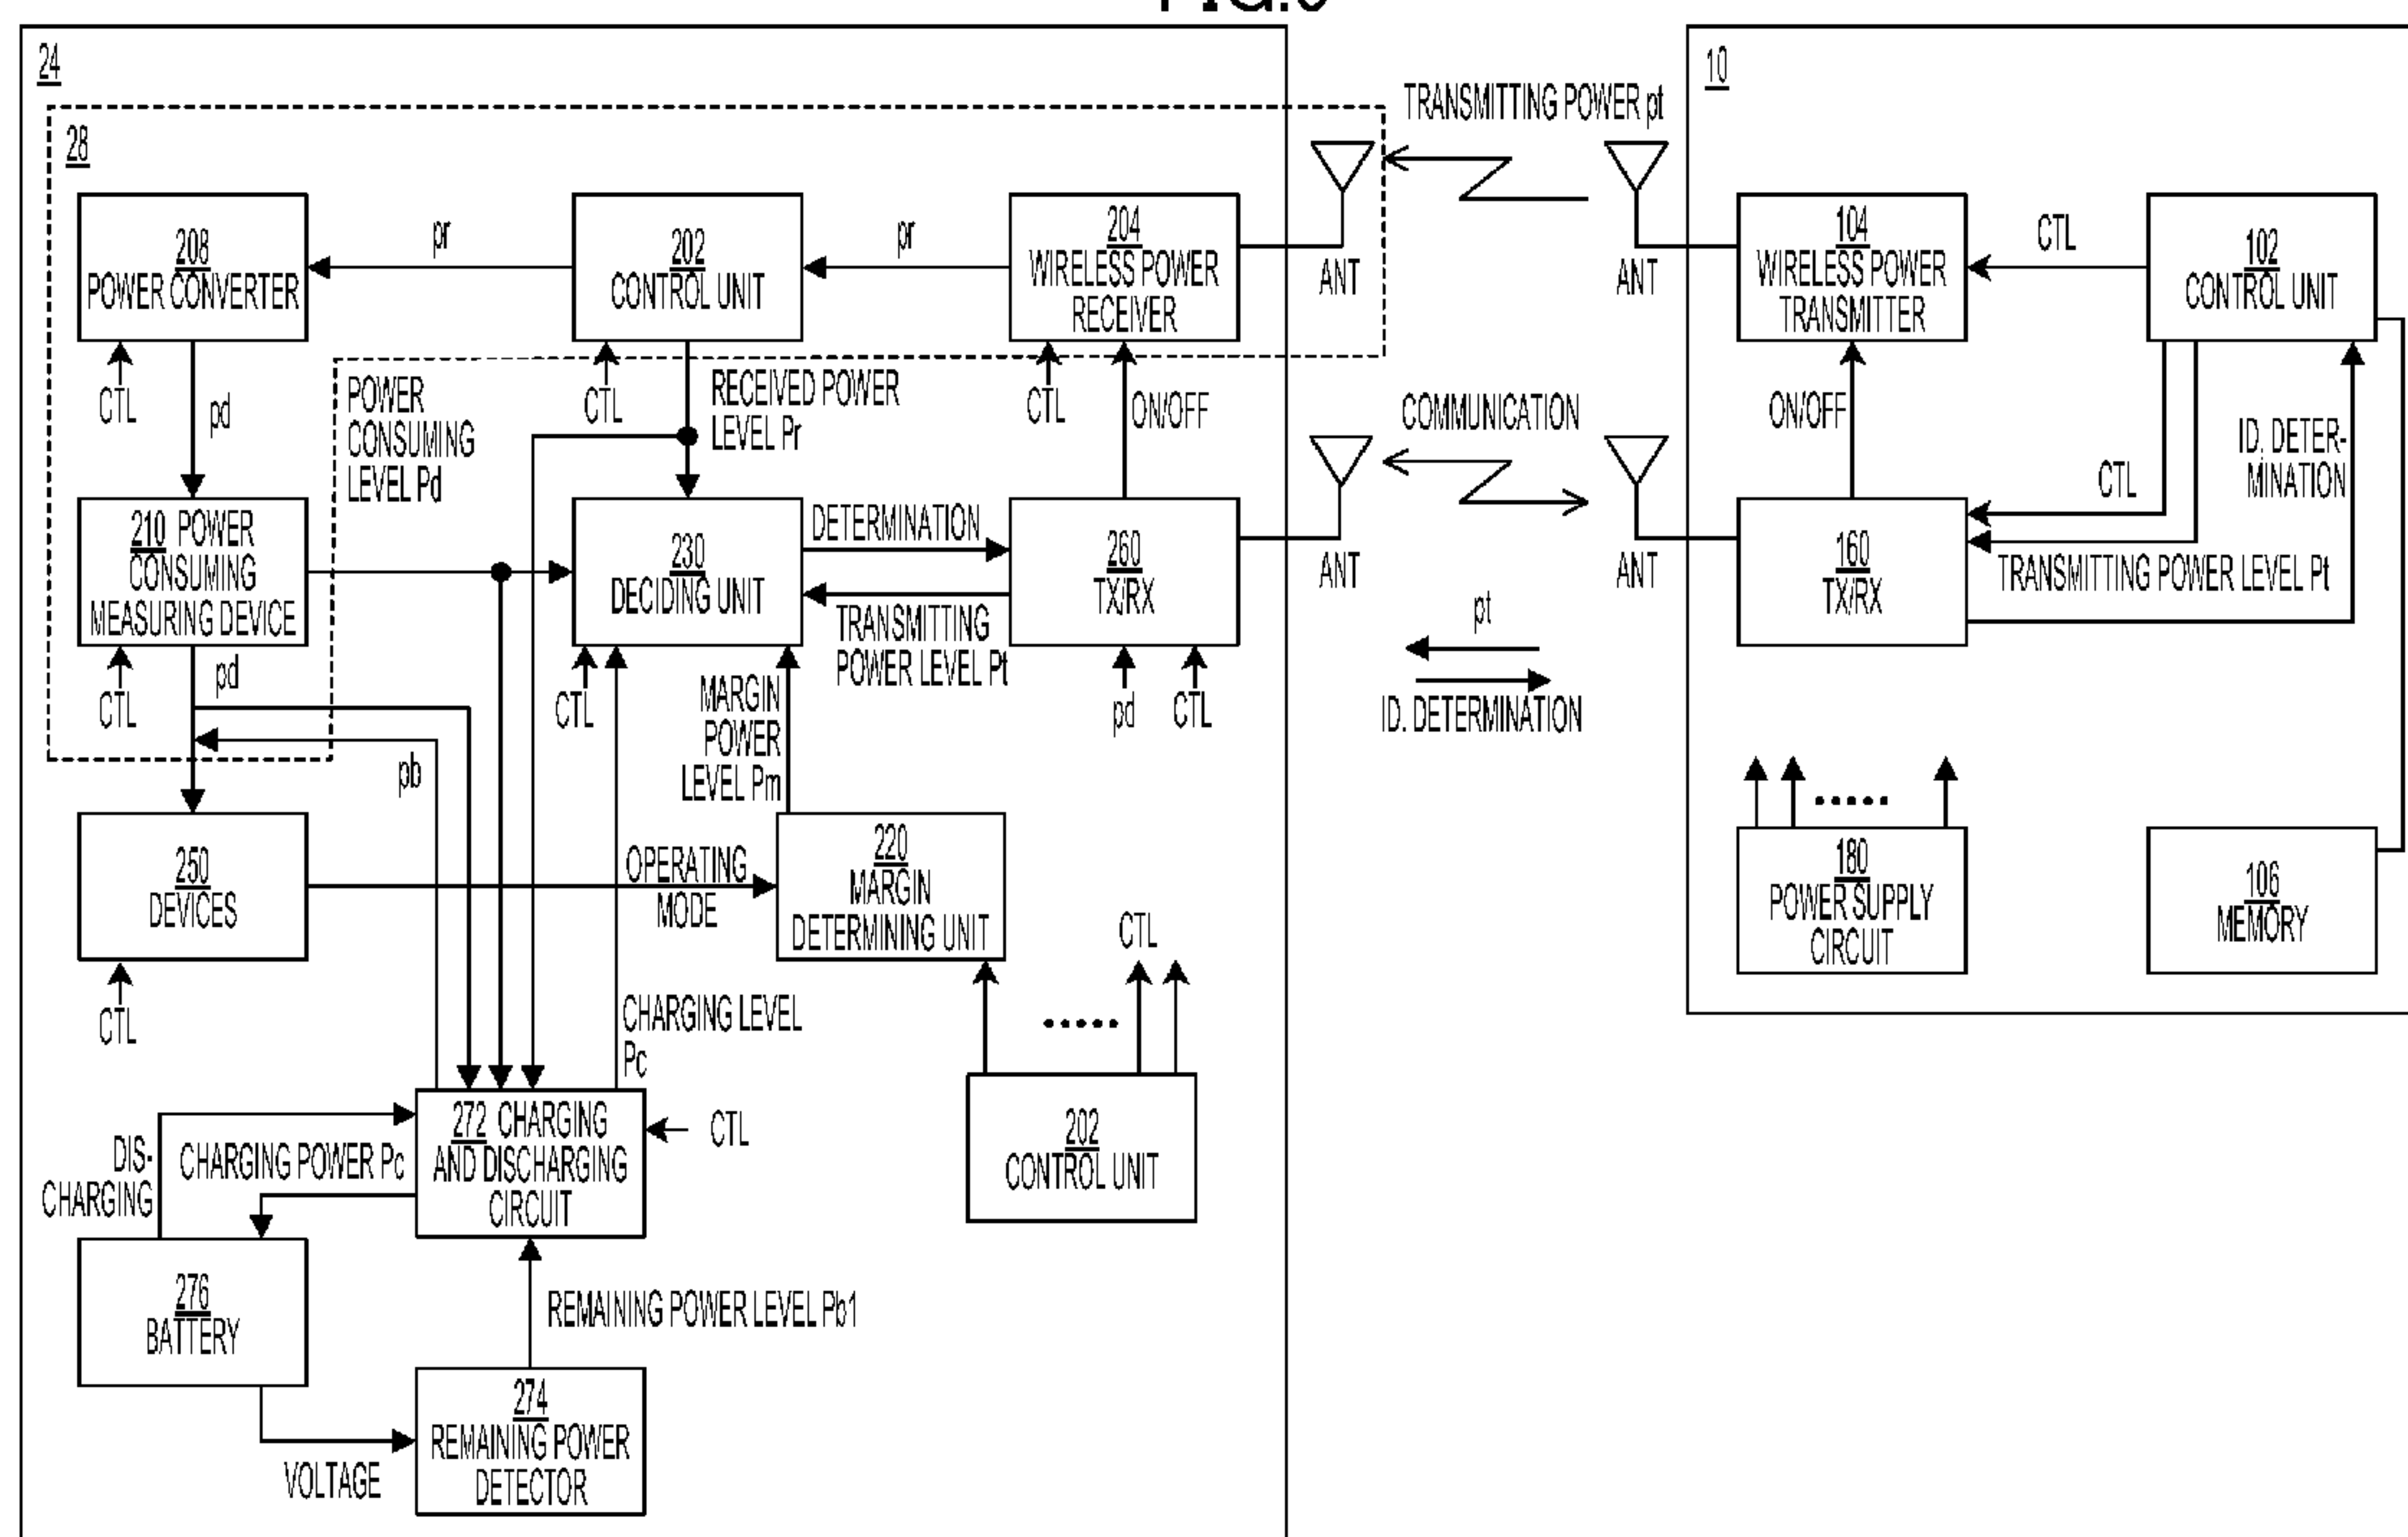 24
28
208
POWER CONVERTER
pr
202
CONTROL UNIT
pr
204
WIRELESS POWER
RECEIVER
ANT
TRANSMITTING POWER pt
ANT
10
104
WIRELESS POWER
TRANSMITTER
CTL
102
CONTROL UNIT
CTL
pd
POWER
CONSUMING
LEVEL Pd
CTL
RECEIVED POWER
LEVEL Pr
CTL
ON/OFF
COMMUNICATION
ON/OFF
CTL
ID. DETER-
MINATION
210 POWER
CONSUMING
MEASURING DEVICE
230
DECIDING UNIT
DETERMINATION
TRANSMITTING
POWER LEVEL Pt
260
TX/RX
ANT
ANT
160
TX/RX
TRANSMITTING POWER LEVEL Pt
pt
ID. DETERMINATION
CTL
pd
pb
CTL
MARGIN
POWER
LEVEL Pm
pd
CTL
250
DEVICES
CTL
OPERATING
MODE
220
MARGIN
DETERMINING UNIT
CTL
180
POWER SUPPLY
CIRCUIT
106
MEMORY
CHARGING LEVEL
Pc
.....
.....
DIS-
CHARGING
CHARGING POWER Pc
272 CHARGING
AND DISCHARGING
CIRCUIT
CTL
202
CONTROL UNIT
276
BATTERY
REMAINING POWER LEVEL Pb1
VOLTAGE
274
REMAINING POWER
DETECTOR